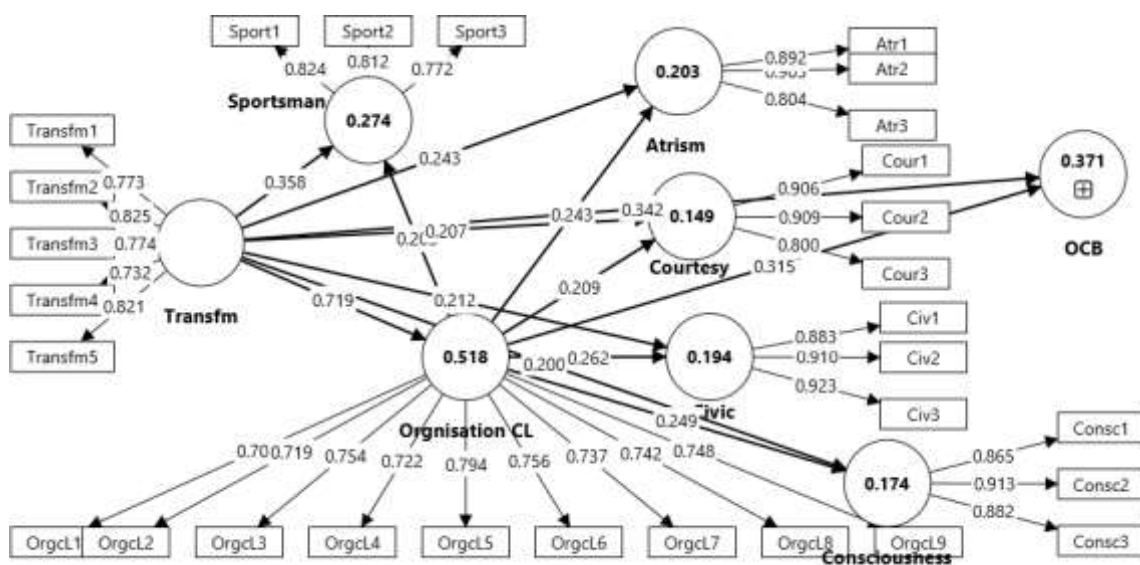 Sport1 Sport2 Sport3
0.824 0.812 0.772
Sportsman
0.274
0.203
Atrism
0.892
0.804
Atr1
Atr2
Atr3
Transfm1
Transfm2
Transfm3
Transfm4
Transfm5
0.773
0.825
0.774
0.732
0.821
Transfm
0.358
0.243
0.207
0.342
0.243
0.719
0.212
0.209
0.315
0.149
Courtesy
0.906
0.909
0.800
Cour1
Cour2
Cour3
0.371
OCB
0.518
Orgnisation CL
0.200
0.262
0.249
0.194
Civic
0.883
0.910
0.923
Civ1
Civ2
Civ3
0.174
Consciousness
0.865
0.913
0.882
Consc1
Consc2
Consc3
0.719 0.754 0.722 0.794 0.756 0.737 0.742 0.748
OrgcL1 OrgcL2 OrgcL3 OrgcL4 OrgcL5 OrgcL6 OrgcL7 OrgcL8 OrgcL9